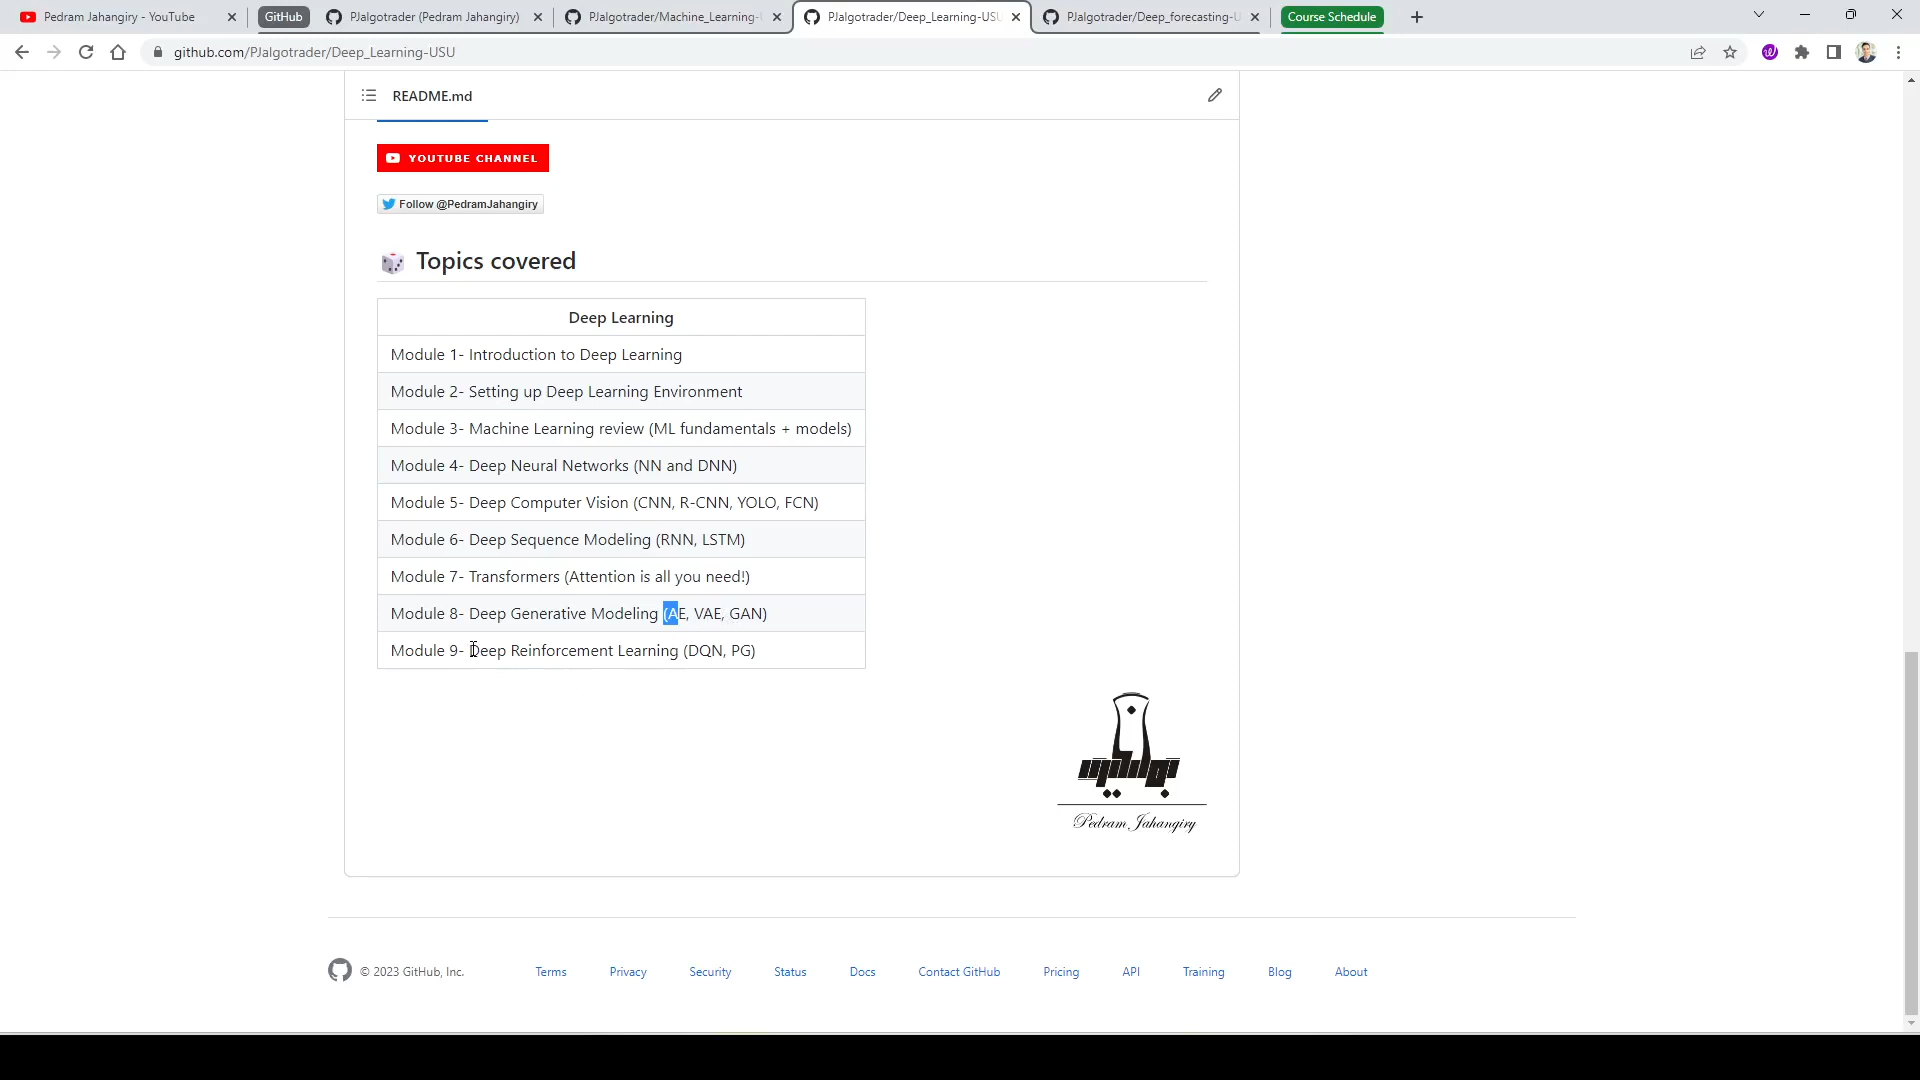 Pedram Jahangiry - YouTube
GitHub
PJalgotrader (Pedram Jahangiry)
PJalgotrader/Machine_Learning-
PJalgotrader/Deep_Learning-USU
PJalgotrader/Deep_forecasting-U
Course Schedule
github.com/PJalgotrader/Deep_Learning-USU
README.md
YOUTUBE CHANNEL
Follow @PedramJahangiry
Topics covered
Deep Learning
Module 1- Introduction to Deep Learning
Module 2- Setting up Deep Learning Environment
Module 3- Machine Learning review (ML fundamentals + models)
Module 4- Deep Neural Networks (NN and DNN)
Module 5- Deep Computer Vision (CNN, R-CNN, YOLO, FCN)
Module 6- Deep Sequence Modeling (RNN, LSTM)
Module 7- Transformers (Attention is all you need!)
Module 8- Deep Generative Modeling (AE, VAE, GAN)
Module 9- Deep Reinforcement Learning (DQN, PG)
Pedram Jahangiry
© 2023 GitHub, Inc.
Terms
Privacy
Security
Status
Docs
Contact GitHub
Pricing
API
Training
Blog
About